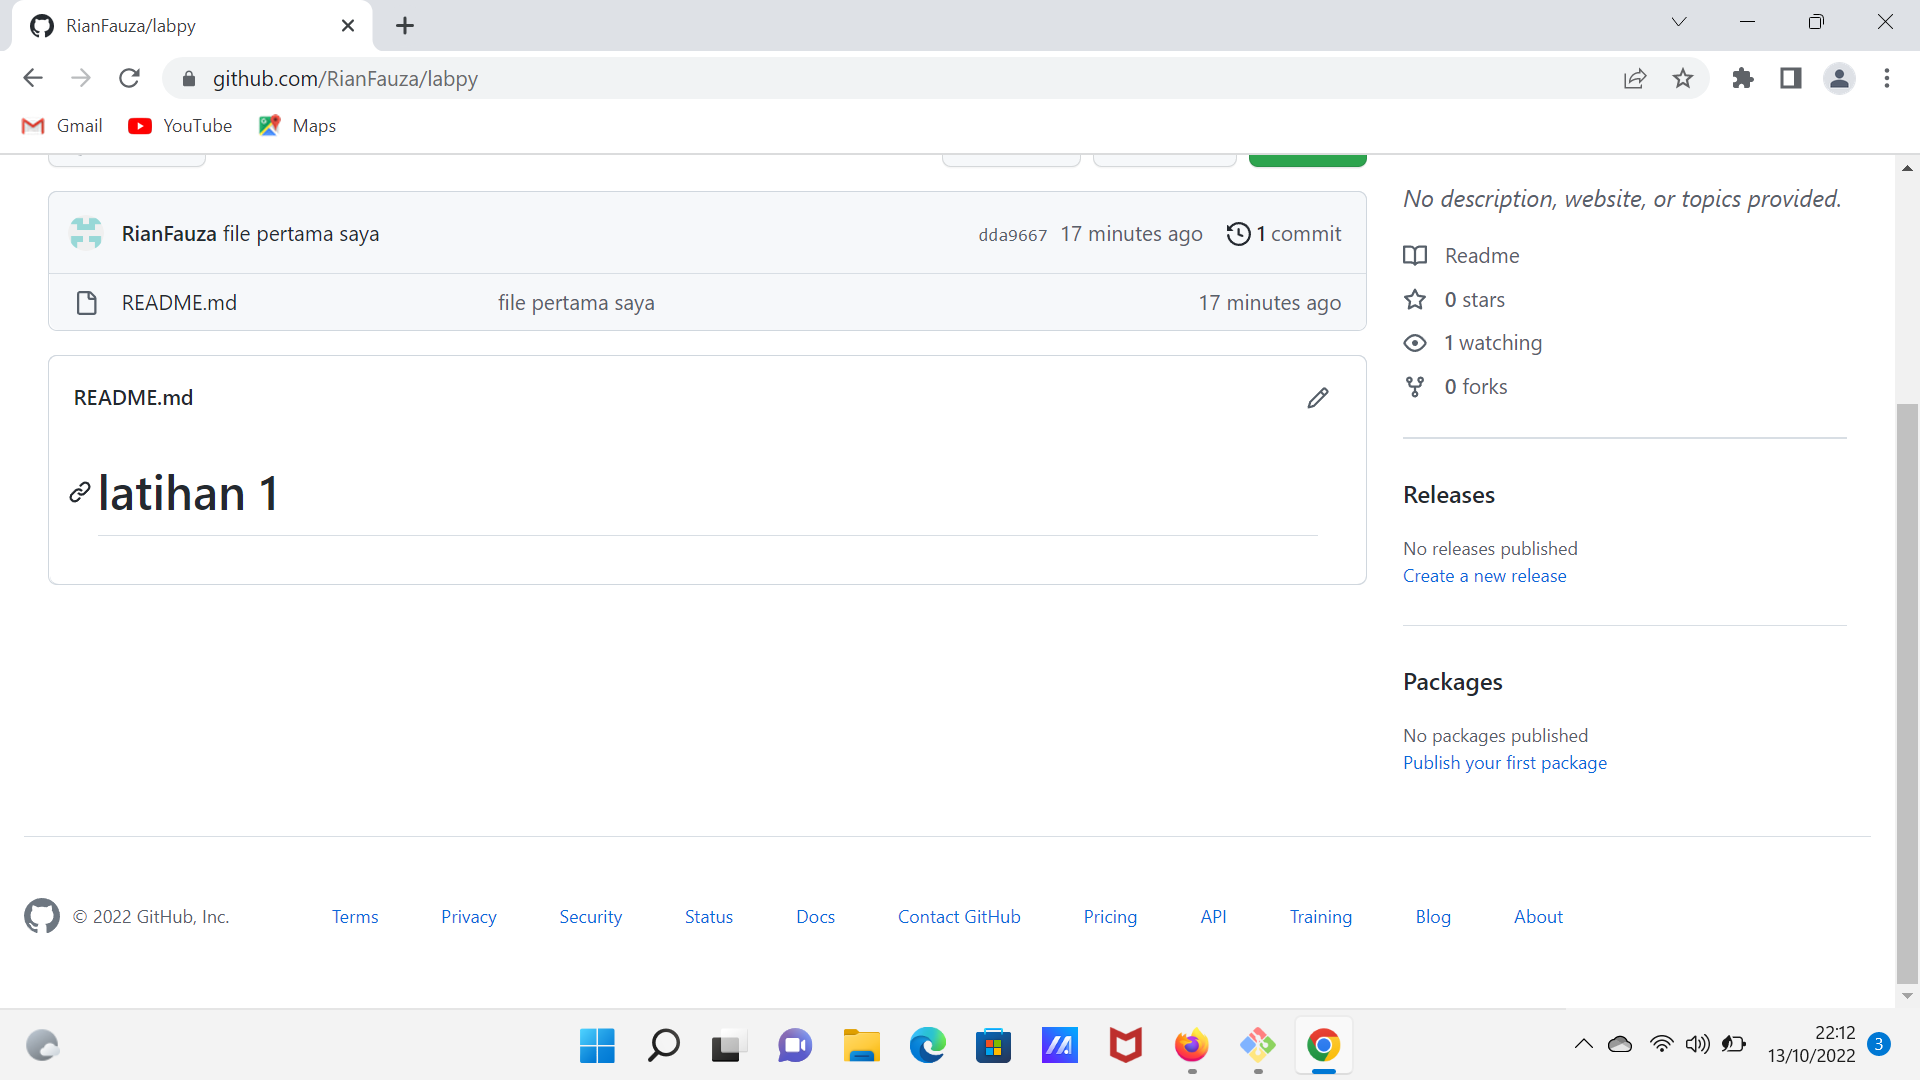 RianFauza/labpy
github.com/RianFauza/labpy
Gmail YouTube Maps
RianFauza file pertama saya dda9667 17 minutes ago 1 commit
README.md file pertama saya 17 minutes ago
README.md
latihan 1
No description, website, or topics provided.
Readme
0 stars
1 watching
0 forks
Releases
No releases published
Create a new release
Packages
No packages published
Publish your first package
© 2022 GitHub, Inc. Terms Privacy Security Status Docs Contact GitHub Pricing API Training Blog About
22:12
13/10/2022 3